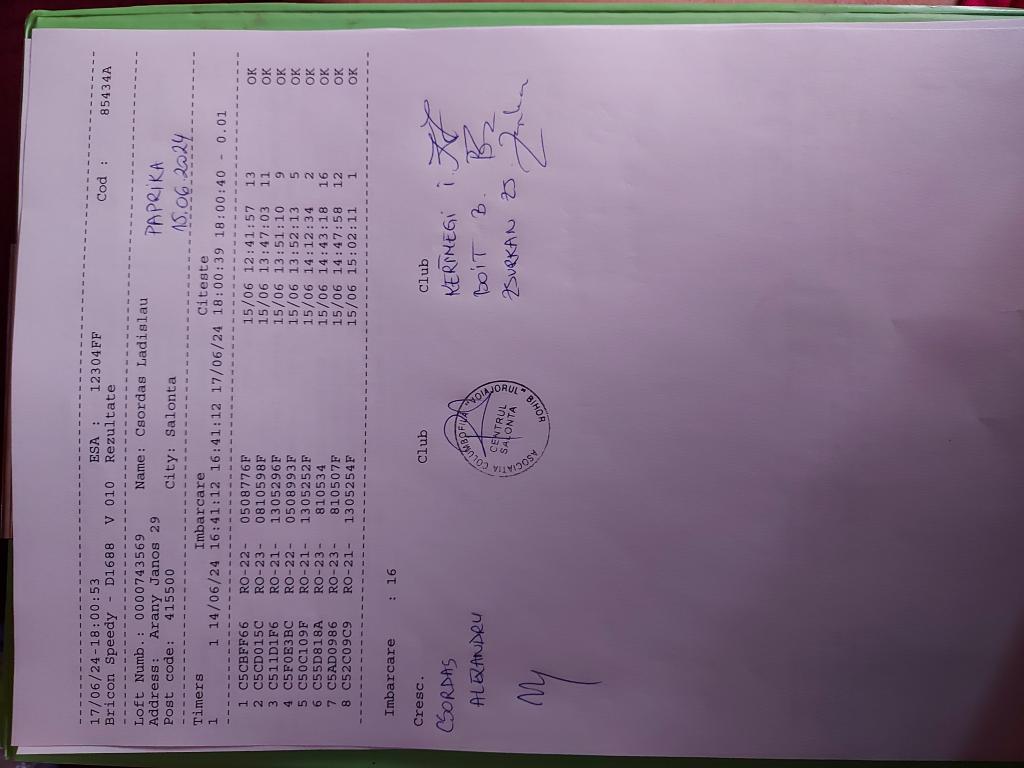 17/06/24-18:00:53 ESA : 12304FF Cod : 85434A
Bricon Speedy - D1688 V 010 Rezultate
Loft Numb.: 0000743569 Name: Csordas Ladislau PAPRIKA
Address: Arany Janos 29 15.06.2024
Post code: 415500 City: Salonta
Timers Imbarcare Citeste
1 1 14/06/24 16:41:12 16:41:12 17/06/24 18:00:39 18:00:40 - 0.01
1 C5CBFF66 RO-22- 0508776F 15/06 12:41:57 13 OK
2 C5CD015C RO-23- 0810598F 15/06 13:47:03 11 OK
3 C511D1F6 RO-21- 1305296F 15/06 13:51:10 9 OK
4 C5F0E3BC RO-22- 0508993F 15/06 13:52:13 5 OK
5 C50C109F RO-21- 1305252F 15/06 14:12:34 2 OK
6 C55D818A RO-23- 810534 15/06 14:43:18 16 OK
7 C5AD0986 RO-23- 810507F 15/06 14:47:58 12 OK
8 C52C09C9 RO-21- 1305254F 15/06 15:02:11 1 OK
Imbarcare : 16
Cresc. Club Club
CSORDAS KERINEGI i.
ALEXANDRU BOIT B.
ZSURKAN ZS
ASOCIATIA COLUMBOFILA "VOIAJORUL" BIHOR
CENTRUL
SALONTA